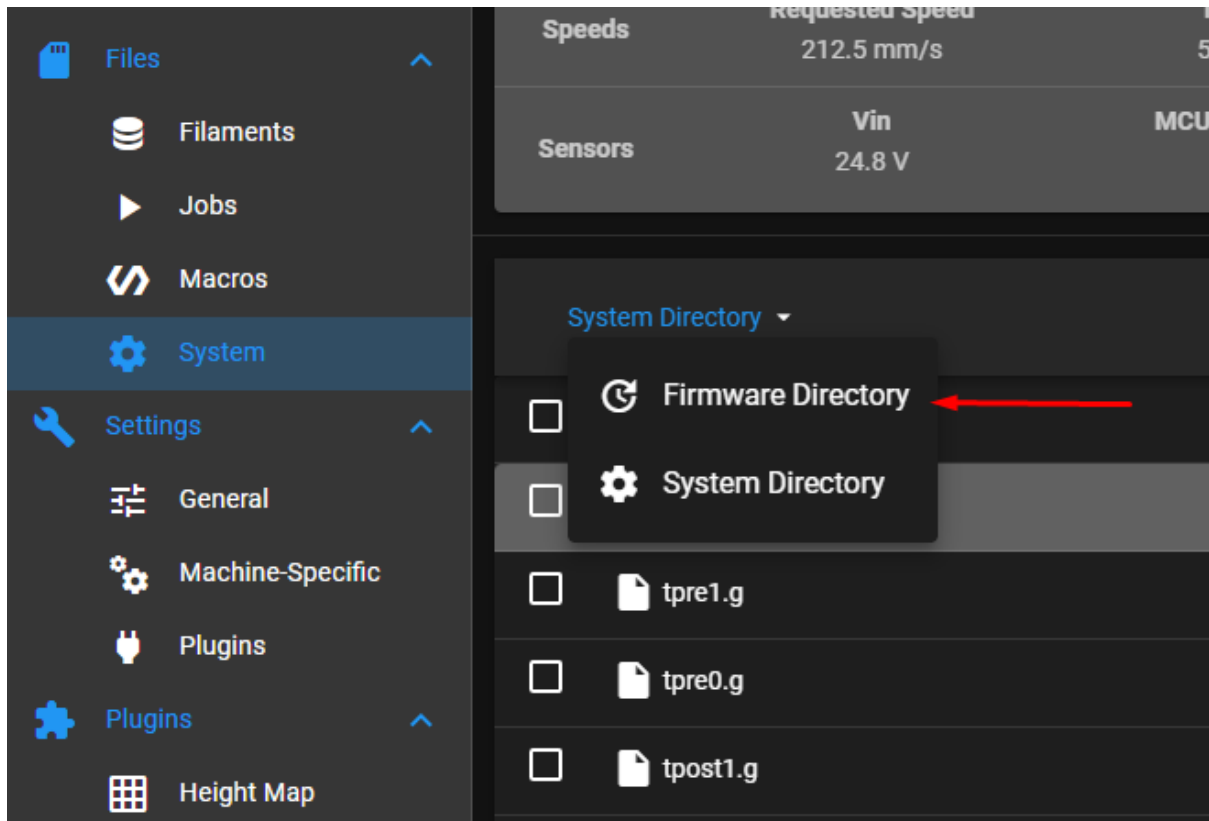 Files
Filaments
Jobs
Macros
System
Settings
General
Machine-Specific
Plugins
Plugins
Height Map
Speeds
Requested Speed
212.5 mm/s
5
Sensors
Vin
24.8 V
MCU
System Directory
Firmware Directory
System Directory
tpre1.g
tpre0.g
tpost1.g